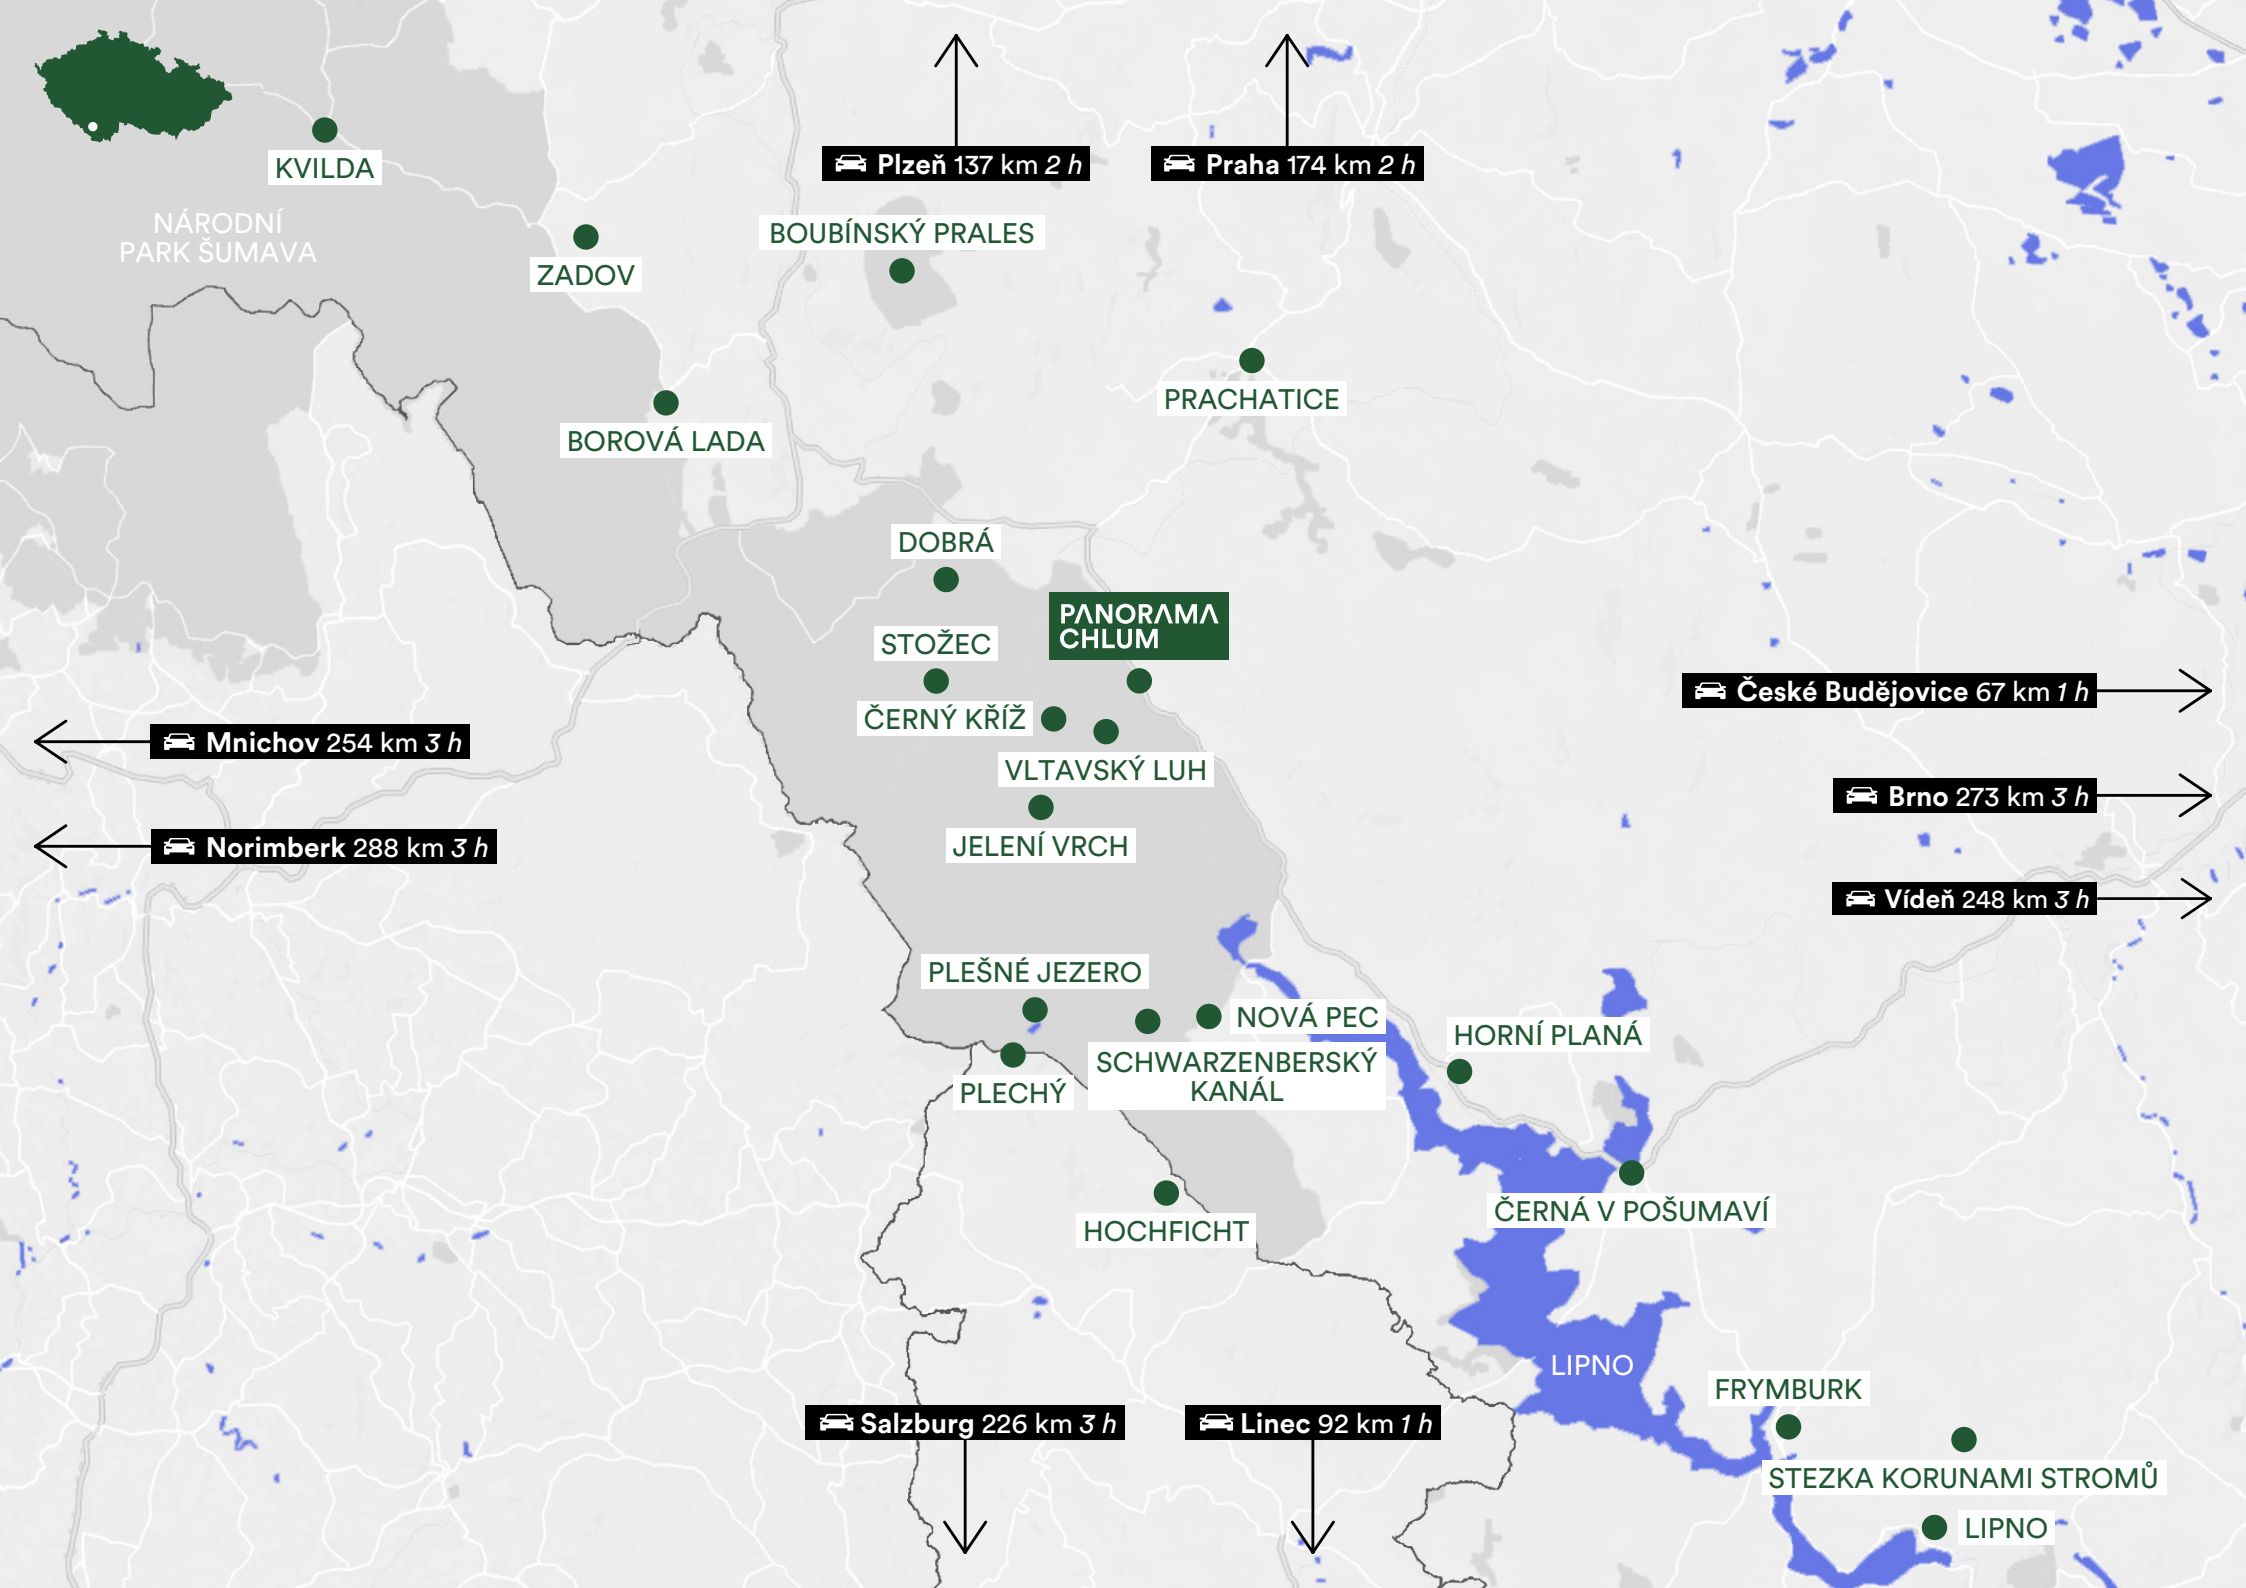 KVILDA
NÁRODNÍ
PARK ŠUMAVA
ZADOV
Plzeň 137 km 2 h
Praha 174 km 2 h
BOUBÍNSKÝ PRALES
PRACHATICE
BOROVÁ LADA
DOBRÁ
PANORAMA
CHLUM
STOŽEC
ČERNÝ KŘÍŽ
VLTAVSKÝ LUH
JELENÍ VRCH
České Budějovice 67 km 1 h
Mnichov 254 km 3 h
Brno 273 km 3 h
Norimberk 288 km 3 h
Vídeň 248 km 3 h
PLEŠNÉ JEZERO
NOVÁ PEC
HORNÍ PLANÁ
SCHWARZENBERSKÝ
KANÁL
PLECHÝ
ČERNÁ V POŠUMAVÍ
HOCHFICHT
LIPNO
FRYMBURK
Salzburg 226 km 3 h
Linec 92 km 1 h
STEZKA KORUNAMI STROMŮ
LIPNO